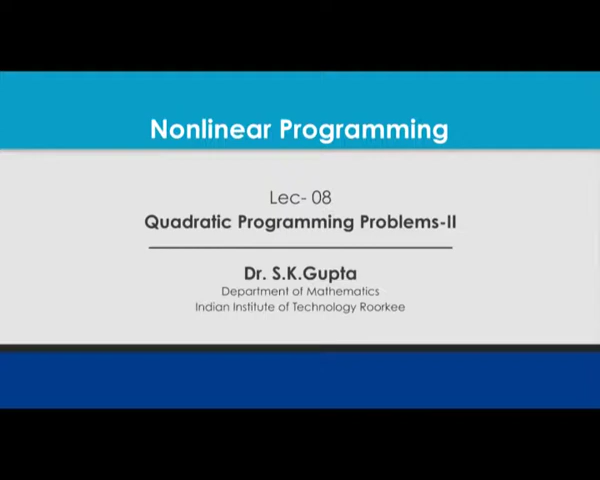 Nonlinear Programming
Lec- 08
Quadratic Programming Problems-II
Dr. S.K.Gupta
Department of Mathematics
Indian Institute of Technology Roorkee